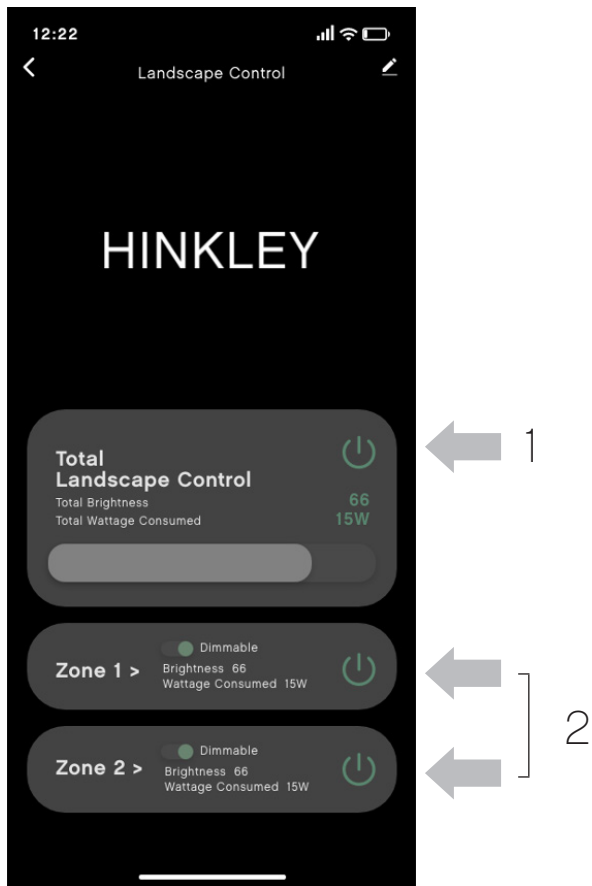 12:22
Landscape Control
HINKLEY
Total
Landscape Control
Total Brightness 66
Total Wattage Consumed 15W
1
Dimmable
Zone 1 >
Brightness 66
Wattage Consumed 15W
2
Dimmable
Zone 2 >
Brightness 66
Wattage Consumed 15W